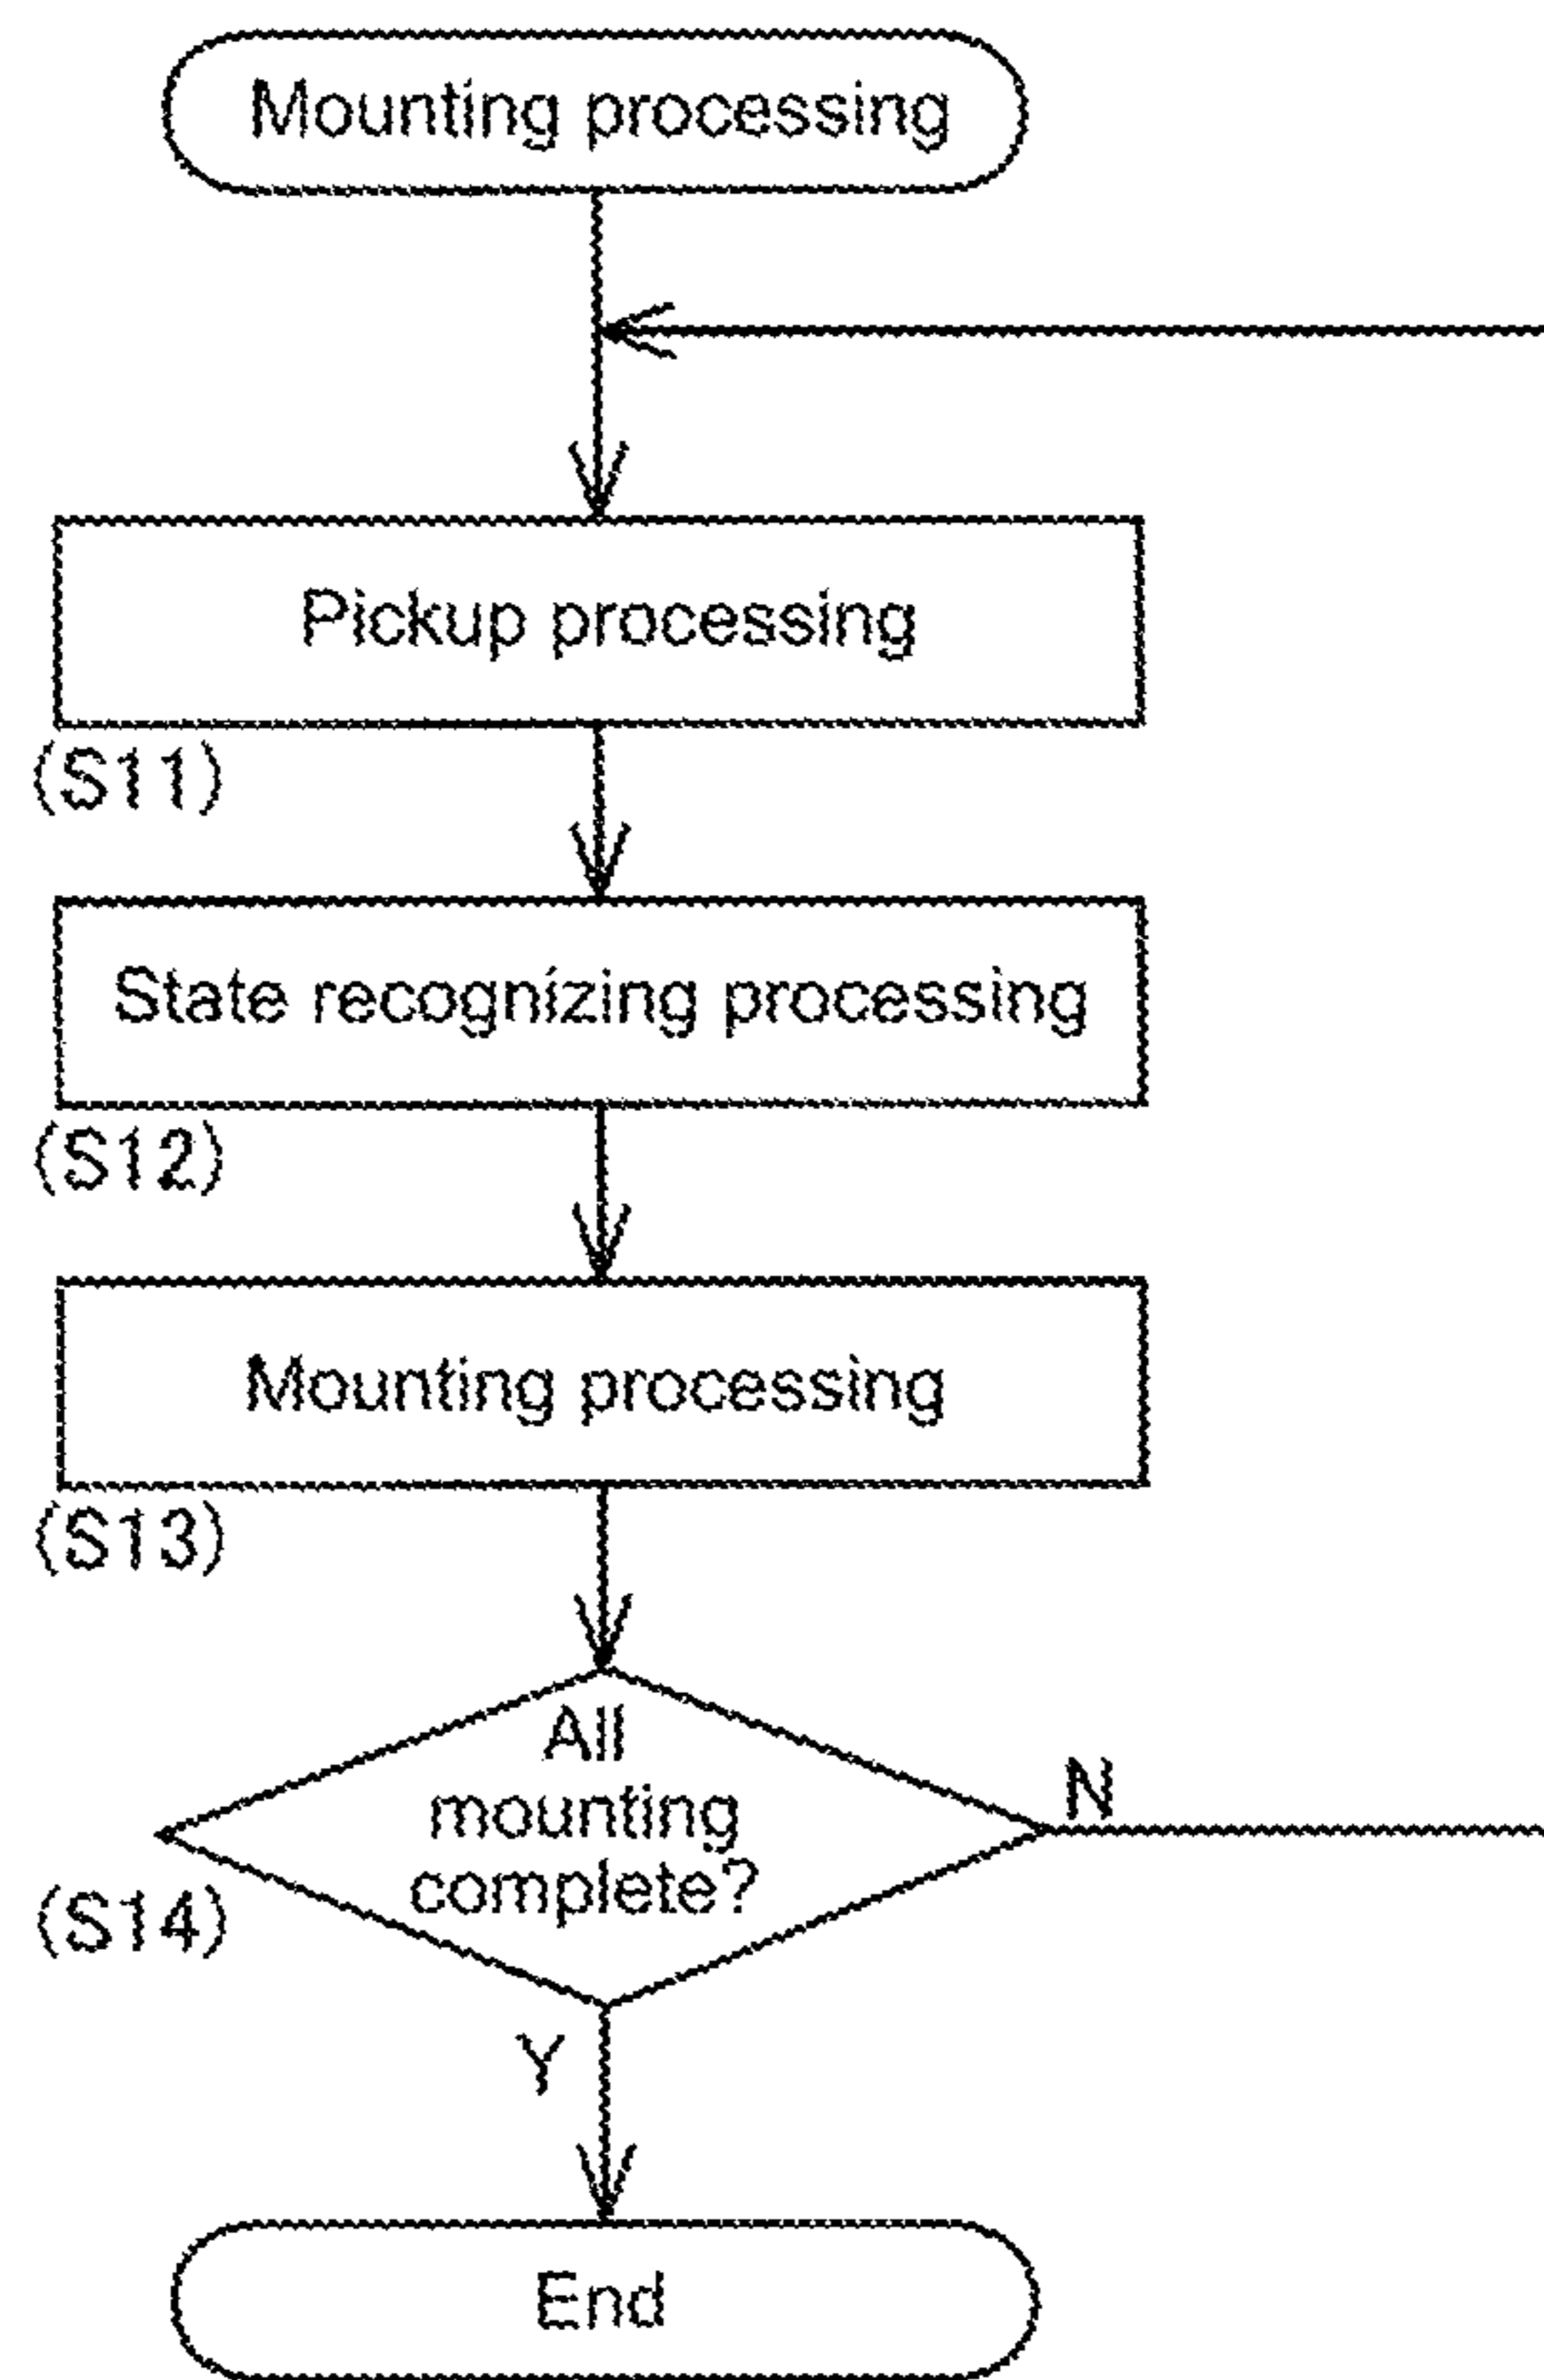 Mounting processing
Pickup processing
(S11)
State recognizing processing
(S12)
Mounting processing
(S13)
All
mounting
complete?
N
(S14)
Y
End